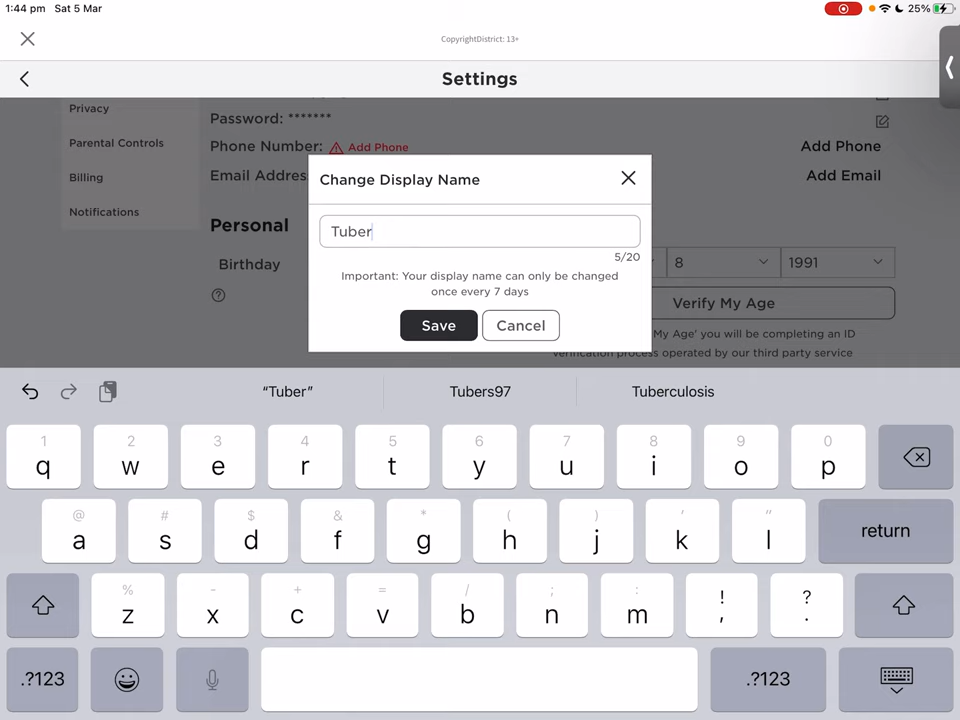 1:44 pm Sat 5 Mar 25%
CopyrightDistrict: 13+
Settings
Privacy
Parental Controls
Billing
Notifications
Password: *******
Phone Number: Add Phone Add Phone
Email Addres Add Email
Personal
Birthday 8 1991
Verify My Age
My Age' you will be completing an ID
verification process operated by our third party service
Change Display Name
Tuber
5/20
Important: Your display name can only be changed
once every 7 days
Save Cancel
“Tuber” Tubers97 Tuberculosis
1 2 3 4 5 6 7 8 9 0
q w e r t y u i o p
@ # $ & * ( ) ' "
a s d f g h j k l return
% - + = / ; : ! ?
z x c v b n m , .
.?123 .?123